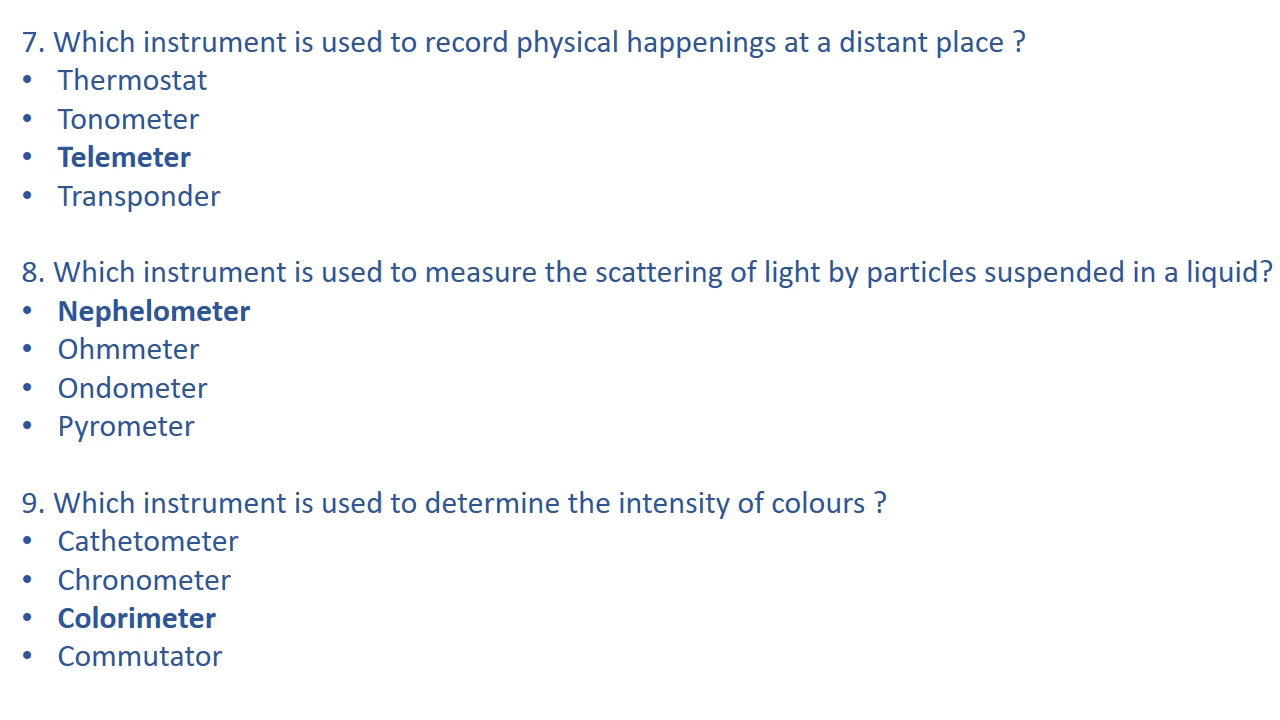 7. Which instrument is used to record physical happenings at a distant place ?
• Thermostat
• Tonometer
• Telemeter
• Transponder
8. Which instrument is used to measure the scattering of light by particles suspended in a liquid?
• Nephelometer
• Ohmmeter
• Ondometer
• Pyrometer
9. Which instrument is used to determine the intensity of colours ?
• Cathetometer
• Chronometer
• Colorimeter
• Commutator